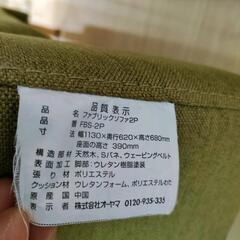 品質表示
品名 ファブリックソファ2P
品番 FBS-2P
寸法 幅1130×奥行620×高さ680mm
座面の高さ 390mm
構造部材 天然木、Sバネ、ウェービングベルト
表面加工 脚部：ウレタン樹脂塗装
張り材 ポリエステル
クッション材 ウレタンフォーム、ポリエステルわた
原産国 中国
表示者 株式会社オーヤマ 0120-935-335